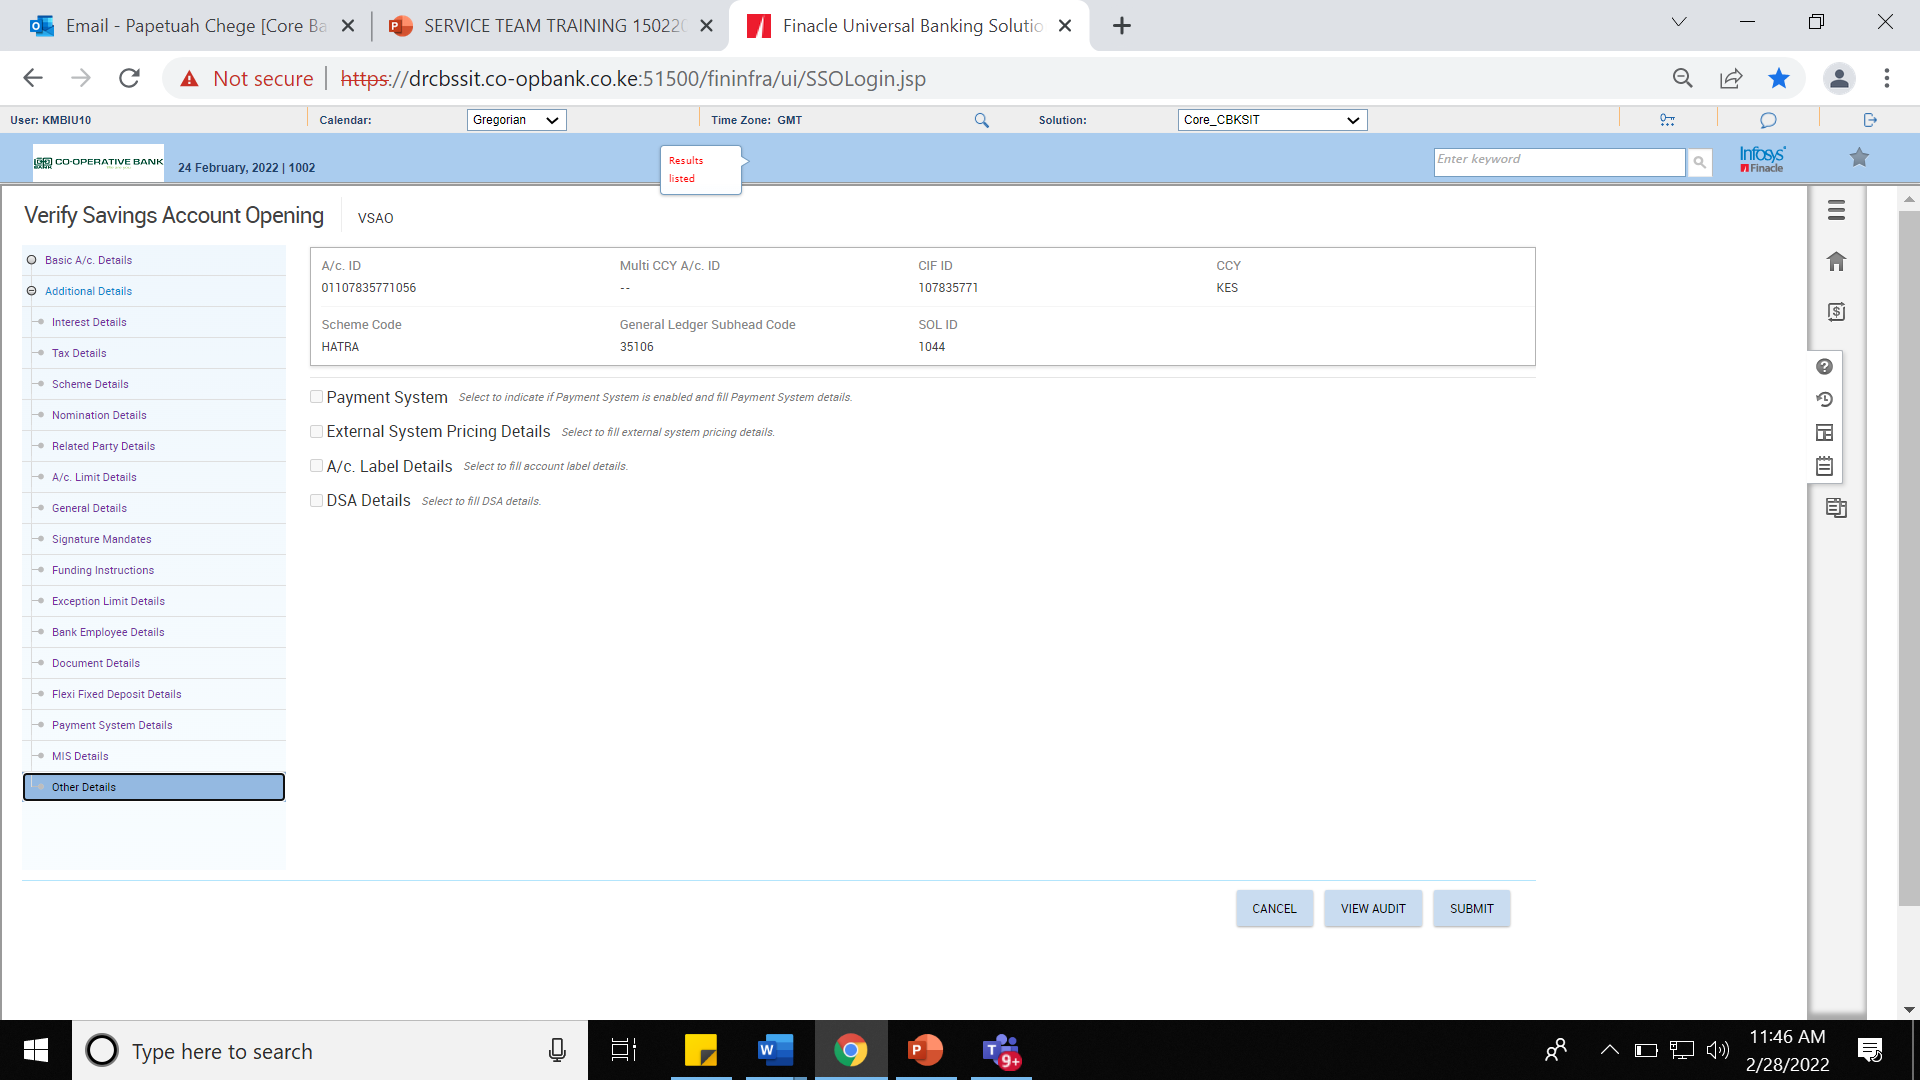 Email - Papetuah Chege [Core Ba
SERVICE TEAM TRAINING 150220
Finacle Universal Banking Solutio
Not secure
https://drcbssit.co-opbank.co.ke:51500/fininfra/ui/SSOLogin.jsp
User: KMBIU10
Calendar:
Gregorian
Time Zone: GMT
Solution:
Core_CBKSIT
CO-OPERATIVE BANK
24 February, 2022 | 1002
Results
listed
Enter keyword
Infosys
Finacle
Verify Savings Account Opening
VSAO
Basic A/c. Details
Additional Details
Interest Details
Tax Details
Scheme Details
Nomination Details
Related Party Details
A/c. Limit Details
General Details
Signature Mandates
Funding Instructions
Exception Limit Details
Bank Employee Details
Document Details
Flexi Fixed Deposit Details
Payment System Details
MIS Details
Other Details
A/c. ID
Multi CCY A/c. ID
CIF ID
CCY
01107835771056
--
107835771
KES
Scheme Code
General Ledger Subhead Code
SOL ID
HATRA
35106
1044
Payment System Select to indicate if Payment System is enabled and fill Payment System details.
External System Pricing Details Select to fill external system pricing details.
A/c. Label Details Select to fill account label details.
DSA Details Select to fill DSA details.
CANCEL
VIEW AUDIT
SUBMIT
Type here to search
9+
11:46 AM
2/28/2022